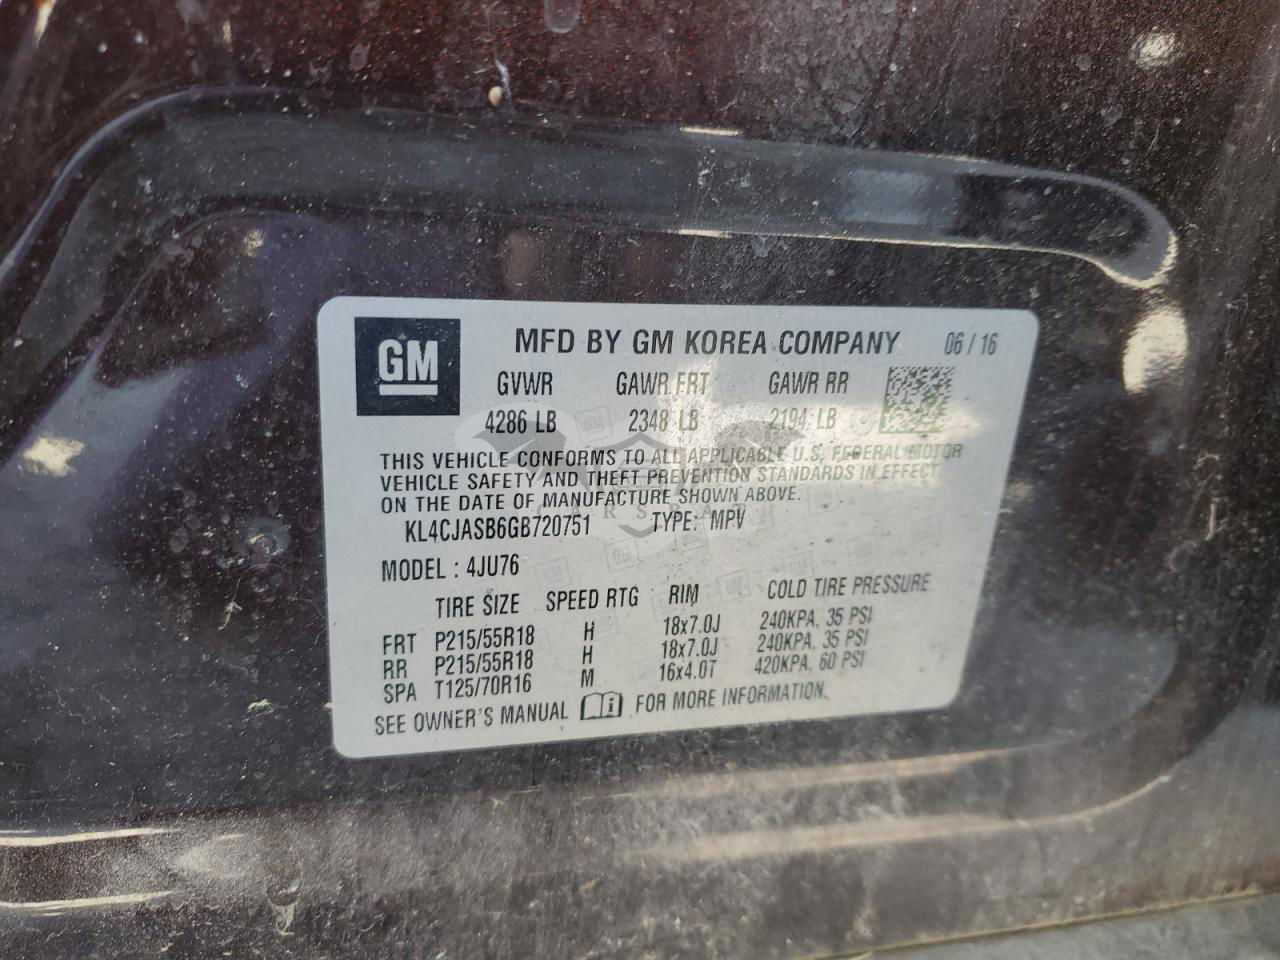 GM MFD BY GM KOREA COMPANY 06 / 16
GVWR GAWR FRT GAWR RR
4286 LB 2348 LB 2194 LB
THIS VEHICLE CONFORMS TO ALL APPLICABLE U.S. FEDERAL MOTOR
VEHICLE SAFETY AND THEFT PREVENTION STANDARDS IN EFFECT
ON THE DATE OF MANUFACTURE SHOWN ABOVE.
KL4CJASB6GB720751 TYPE: MPV
MODEL : 4JU76
TIRE SIZE SPEED RTG RIM COLD TIRE PRESSURE
FRT P215/55R18 H 18x7.0J 240KPA, 35 PSI
RR P215/55R18 H 18x7.0J 240KPA, 35 PSI
SPA T125/70R16 M 16x4.0T 420KPA, 60 PSI
SEE OWNER'S MANUAL FOR MORE INFORMATION.